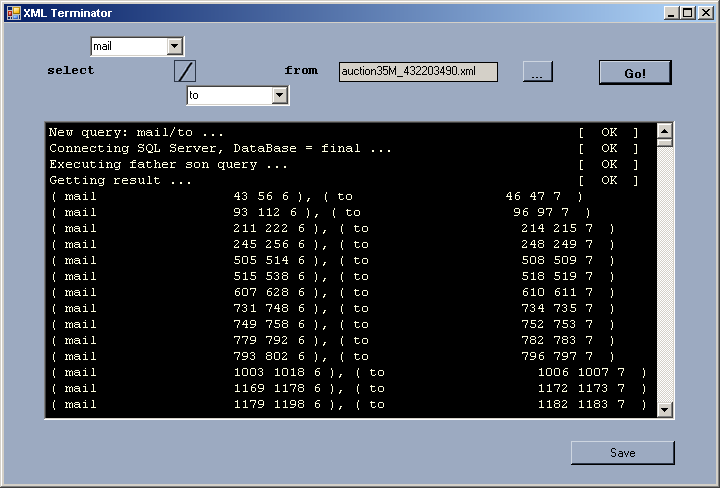 XML Terminator
mail
select / from auction35M_432203490.xml ... Go!
to
New query: mail/to ... [ OK ]
Connecting SQL Server, DataBase = final ... [ OK ]
Executing father son query ... [ OK ]
Getting result ... [ OK ]
( mail 43 56 6 ), ( to 46 47 7 )
( mail 93 112 6 ), ( to 96 97 7 )
( mail 211 222 6 ), ( to 214 215 7 )
( mail 245 256 6 ), ( to 248 249 7 )
( mail 505 514 6 ), ( to 508 509 7 )
( mail 515 538 6 ), ( to 518 519 7 )
( mail 607 628 6 ), ( to 610 611 7 )
( mail 731 748 6 ), ( to 734 735 7 )
( mail 749 758 6 ), ( to 752 753 7 )
( mail 779 792 6 ), ( to 782 783 7 )
( mail 793 802 6 ), ( to 796 797 7 )
( mail 1003 1018 6 ), ( to 1006 1007 7 )
( mail 1169 1178 6 ), ( to 1172 1173 7 )
( mail 1179 1198 6 ), ( to 1182 1183 7 )
Save